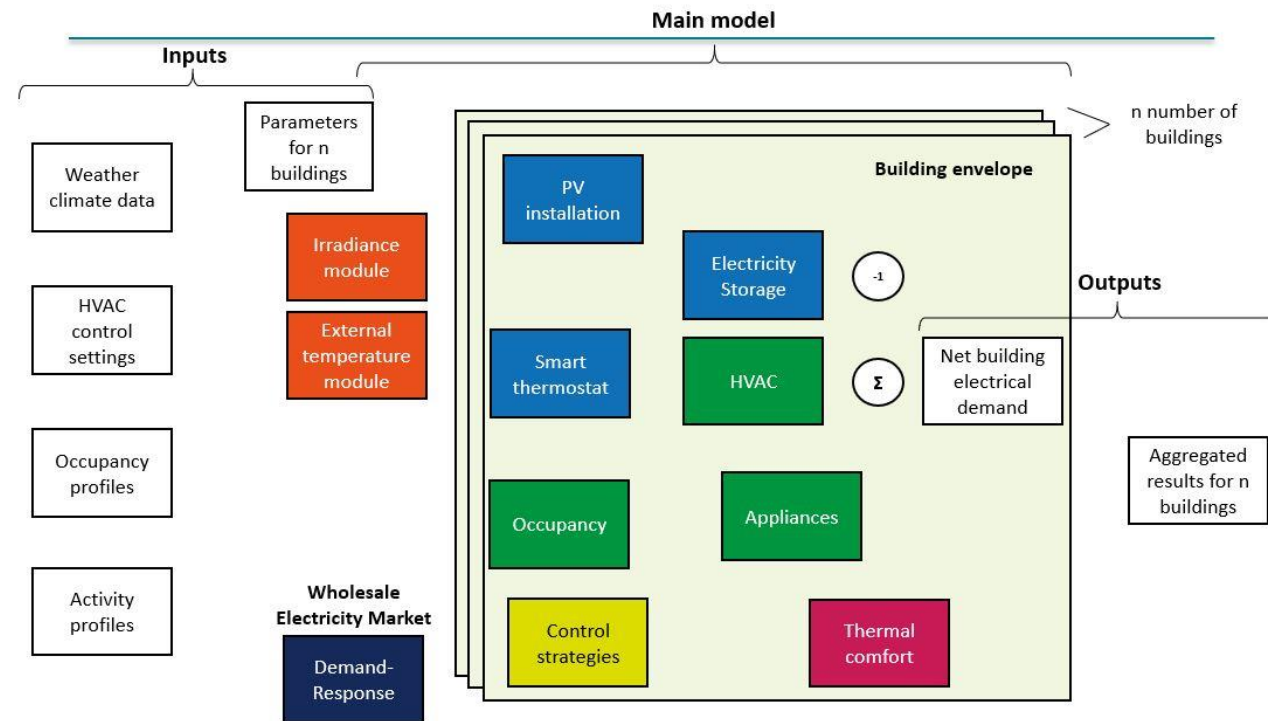 Main model
Inputs
Parameters
for n
buildings
n number of
buildings
Weather
climate data
Building envelope
PV
installation
Irradiance
module
Electricity
Storage
-1
Outputs
HVAC
control
settings
External
temperature
module
Smart
thermostat
HVAC
Σ
Net building
electrical
demand
Occupancy
profiles
Aggregated
results for n
buildings
Occupancy
Appliances
Activity
profiles
Wholesale
Electricity Market
Demand-
Response
Control
strategies
Thermal
comfort